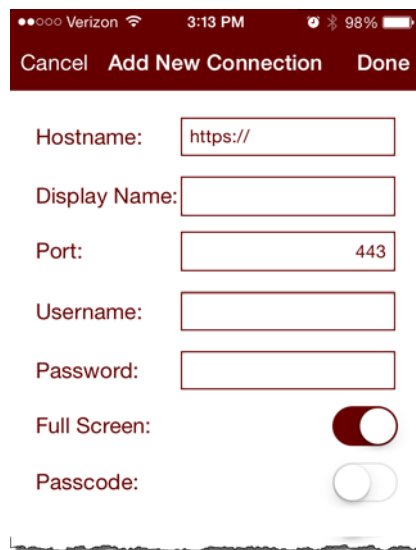 Verizon 3:13 PM 98%
Cancel Add New Connection Done
Hostname: https://
Display Name:
Port: 443
Username:
Password:
Full Screen:
Passcode: